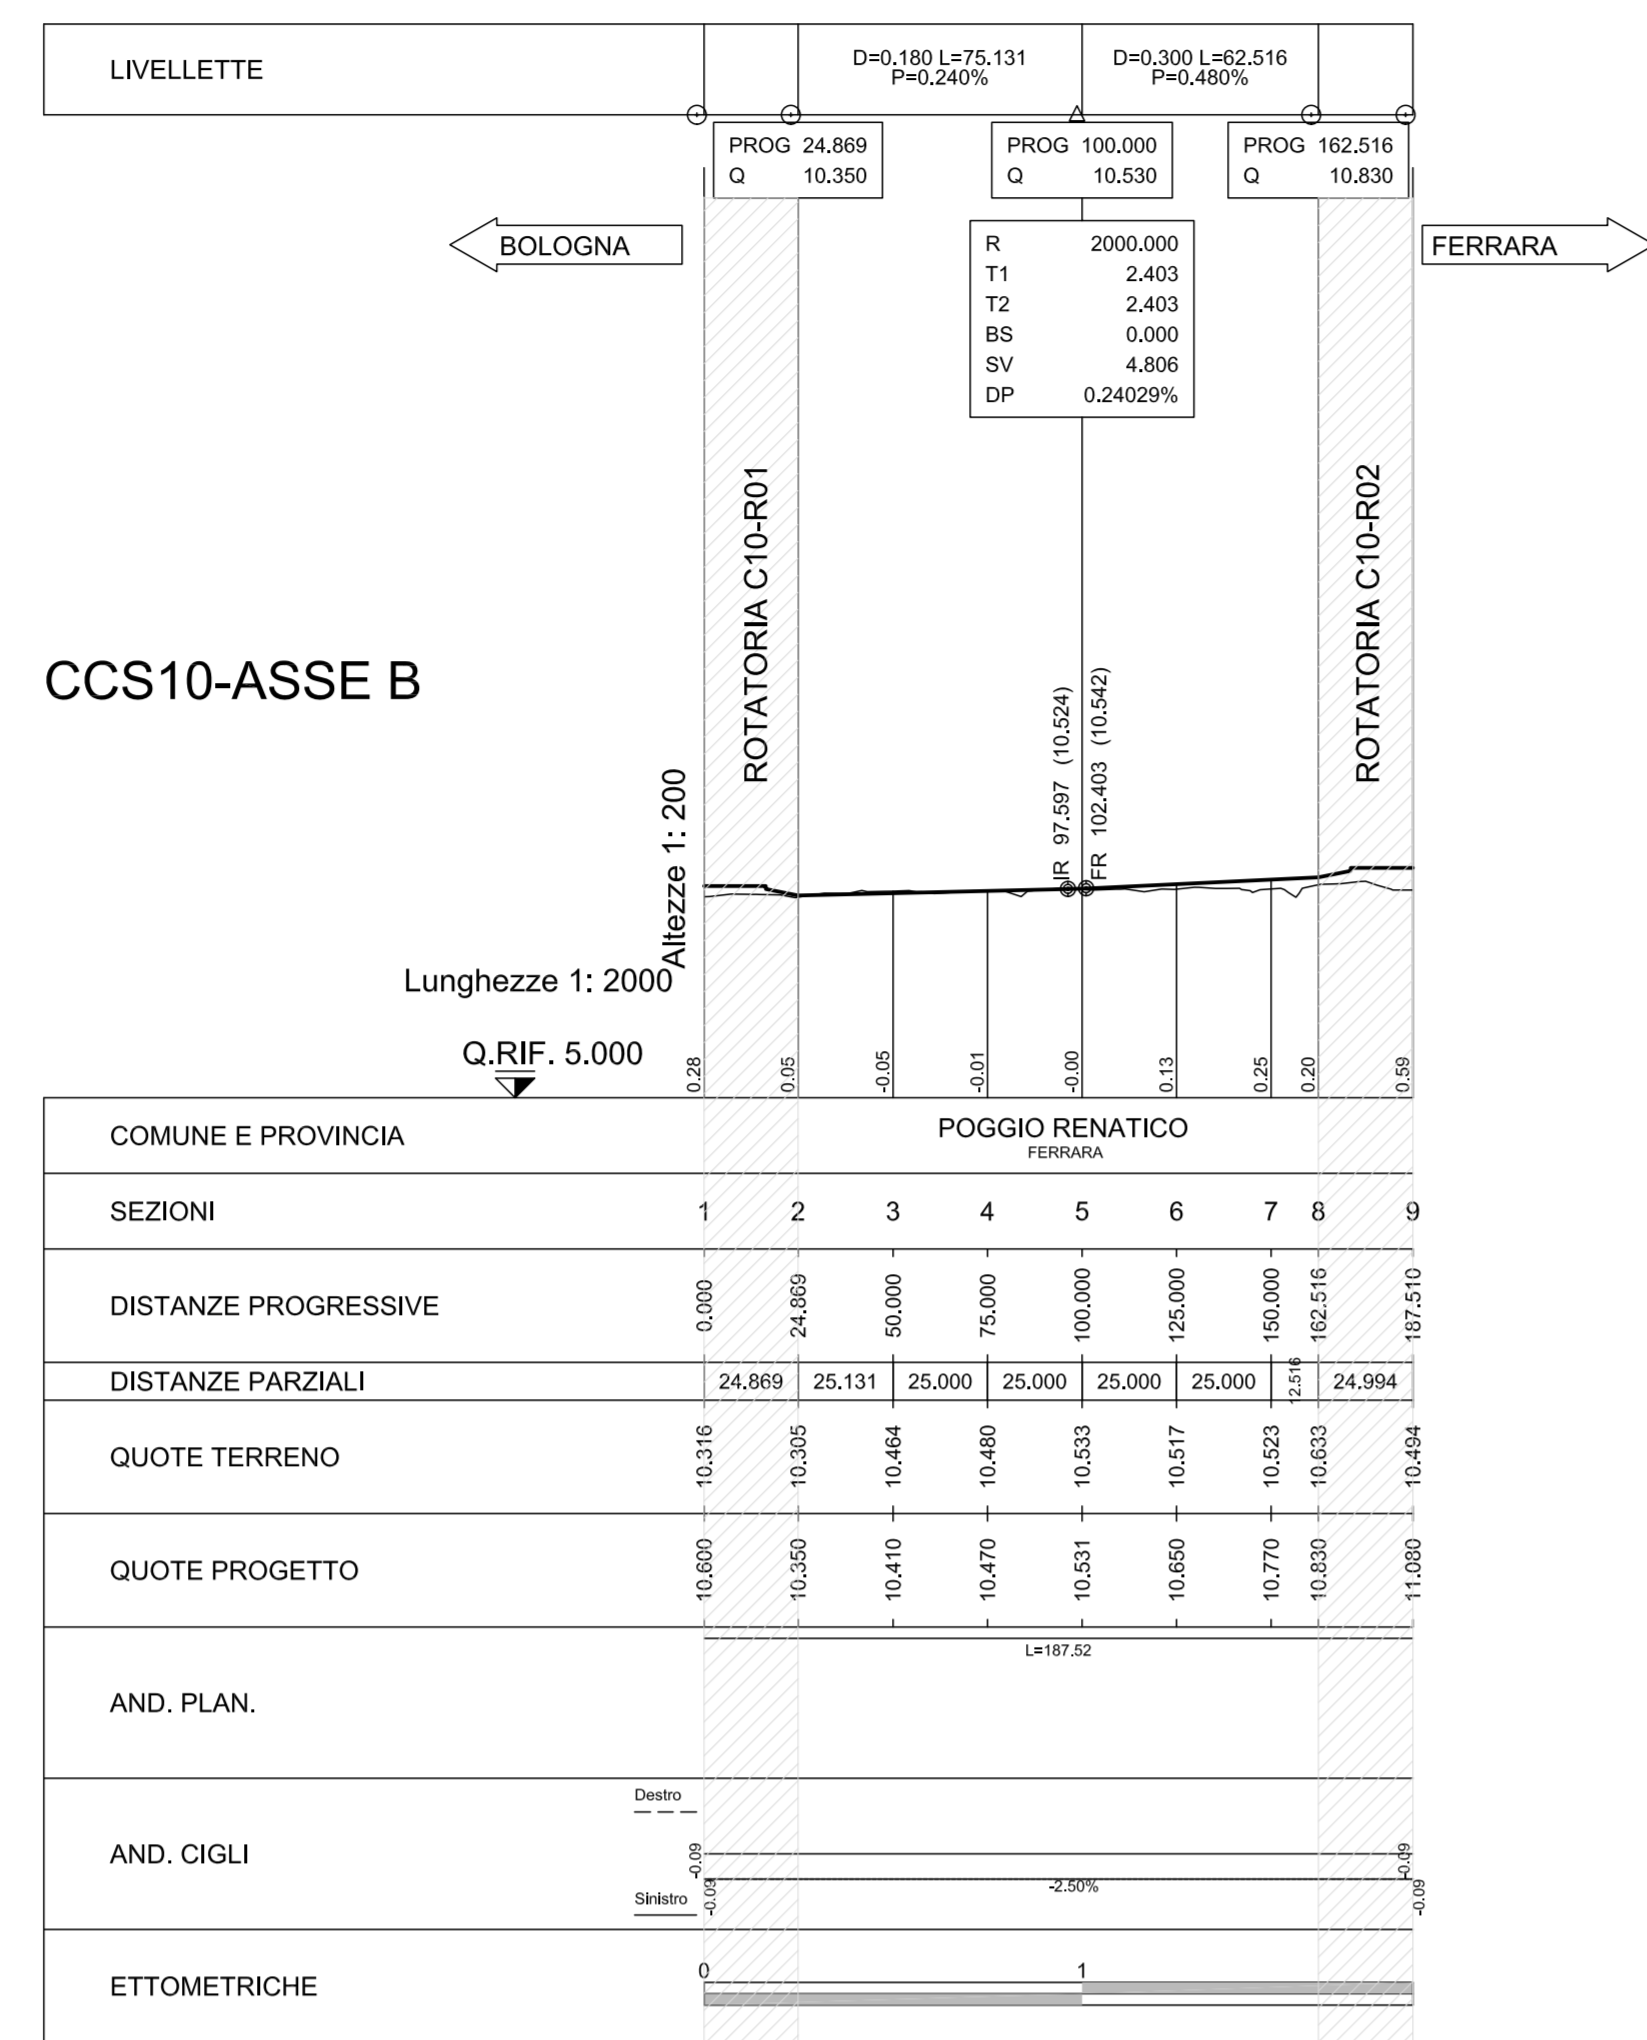 LIVELLETTE
D=0.180 L=75.131
P=0.240%
D=0.300 L=62.516
P=0.480%
PROG 24.869
Q 10.350
PROG 100.000
Q 10.530
PROG 162.516
Q 10.830
BOLOGNA
FERRARA
R 2000.000
T1 2.403
T2 2.403
BS 0.000
SV 4.806
DP 0.24029%
ROTATORIA C10-R01
ROTATORIA C10-R02
CCS10-ASSE B
IR 97.597 (10.524)
FR 102.403 (10.542)
Altezze 1: 200
Lunghezze 1: 2000
Q.RIF. 5.000
0.28 0.05 -0.05 -0.01 -0.00 0.13 0.25 0.20 0.59
COMUNE E PROVINCIA
POGGIO RENATICO
FERRARA
SEZIONI 1 2 3 4 5 6 7 8 9
DISTANZE PROGRESSIVE 0.000 24.869 50.000 75.000 100.000 125.000 150.000 162.516 187.510
DISTANZE PARZIALI 24.869 25.131 25.000 25.000 25.000 25.000 12.516 24.994
QUOTE TERRENO 10.316 10.305 10.464 10.480 10.533 10.517 10.523 10.633 10.494
QUOTE PROGETTO 10.600 10.350 10.410 10.470 10.531 10.650 10.770 10.830 11.080
L=187.52
AND. PLAN.
Destro
AND. CIGLI
-0.09 -0.09
-2.50%
Sinistro
-0.09 -0.09
ETTOMETRICHE
0 1